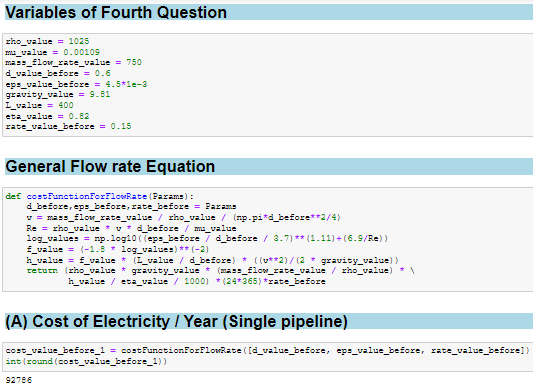 Variables of Fourth Question
rho_value = 1025
mu_value = 0.00109
mass_flow_rate_value = 750
d_value_before = 0.6
eps_value_before = 4.5*1e-3
gravity_value = 9.81
L_value = 400
eta_value = 0.82
rate_value_before = 0.15
General Flow rate Equation
def costFunctionForFlowRate(Params):
    d_before,eps_before,rate_before = Params
    v = mass_flow_rate_value / rho_value / (np.pi*d_before**2/4)
    Re = rho_value * v * d_before / mu_value
    log_values = np.log10((eps_before / d_before / 3.7)**(1.11)+(6.9/Re))
    f_value = (-1.8 * log_values)**(-2)
    h_value = f_value * (L_value / d_before) * ((v**2)/(2 * gravity_value))
    return (rho_value * gravity_value * (mass_flow_rate_value / rho_value) * \
            h_value / eta_value / 1000) *(24*365)*rate_before
(A) Cost of Electricity / Year (Single pipeline)
cost_value_before_1 = costFunctionForFlowRate([d_value_before, eps_value_before, rate_value_before])
int(round(cost_value_before_1))
92786